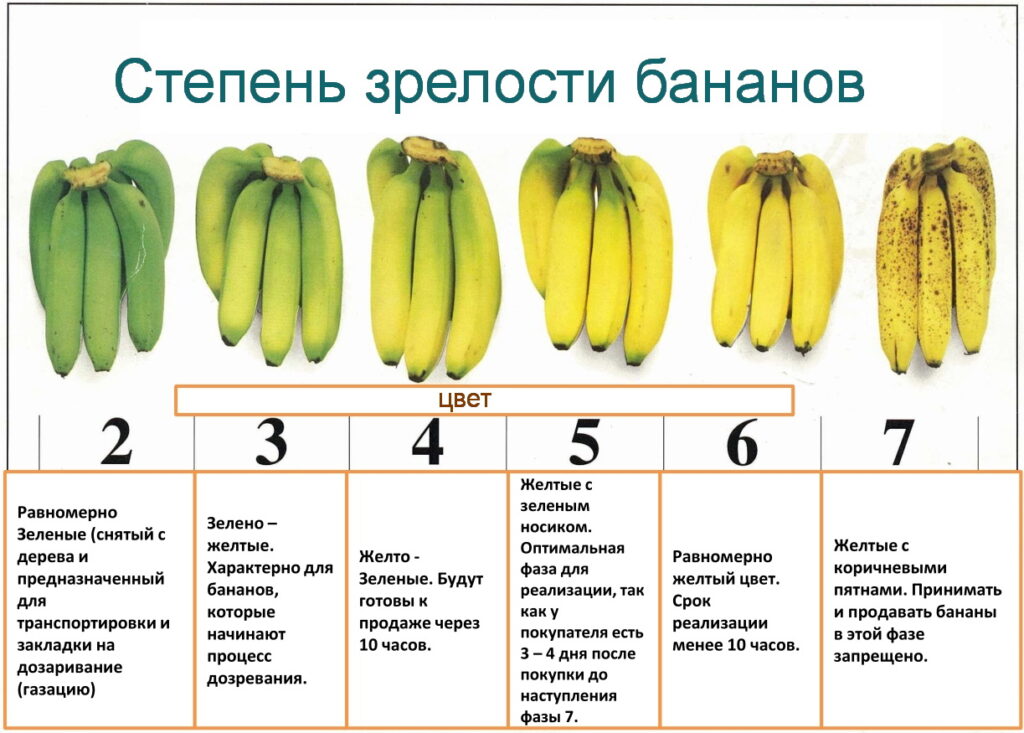 Степень зрелости бананов
цвет
2 3 4 5 6 7
Равномерно
Зеленые (снятый с
дерева и
предназначенный
для
транспортировки и
закладки на
дозаривание
(газацию)
Зелено –
желтые.
Характерно для
бананов,
которые
начинают
процесс
дозревания.
Желто -
Зеленые. Будут
готовы к
продаже через
10 часов.
Желтые с
зеленым
носиком.
Оптимальная
фаза для
реализации, так
как у
покупателя есть
3 – 4 дня после
покупки до
наступления
фазы 7.
Равномерно
желтый цвет.
Срок
реализации
менее 10 часов.
Желтые с
коричневыми
пятнами. Принимать
и продавать бананы
в этой фазе
запрещено.